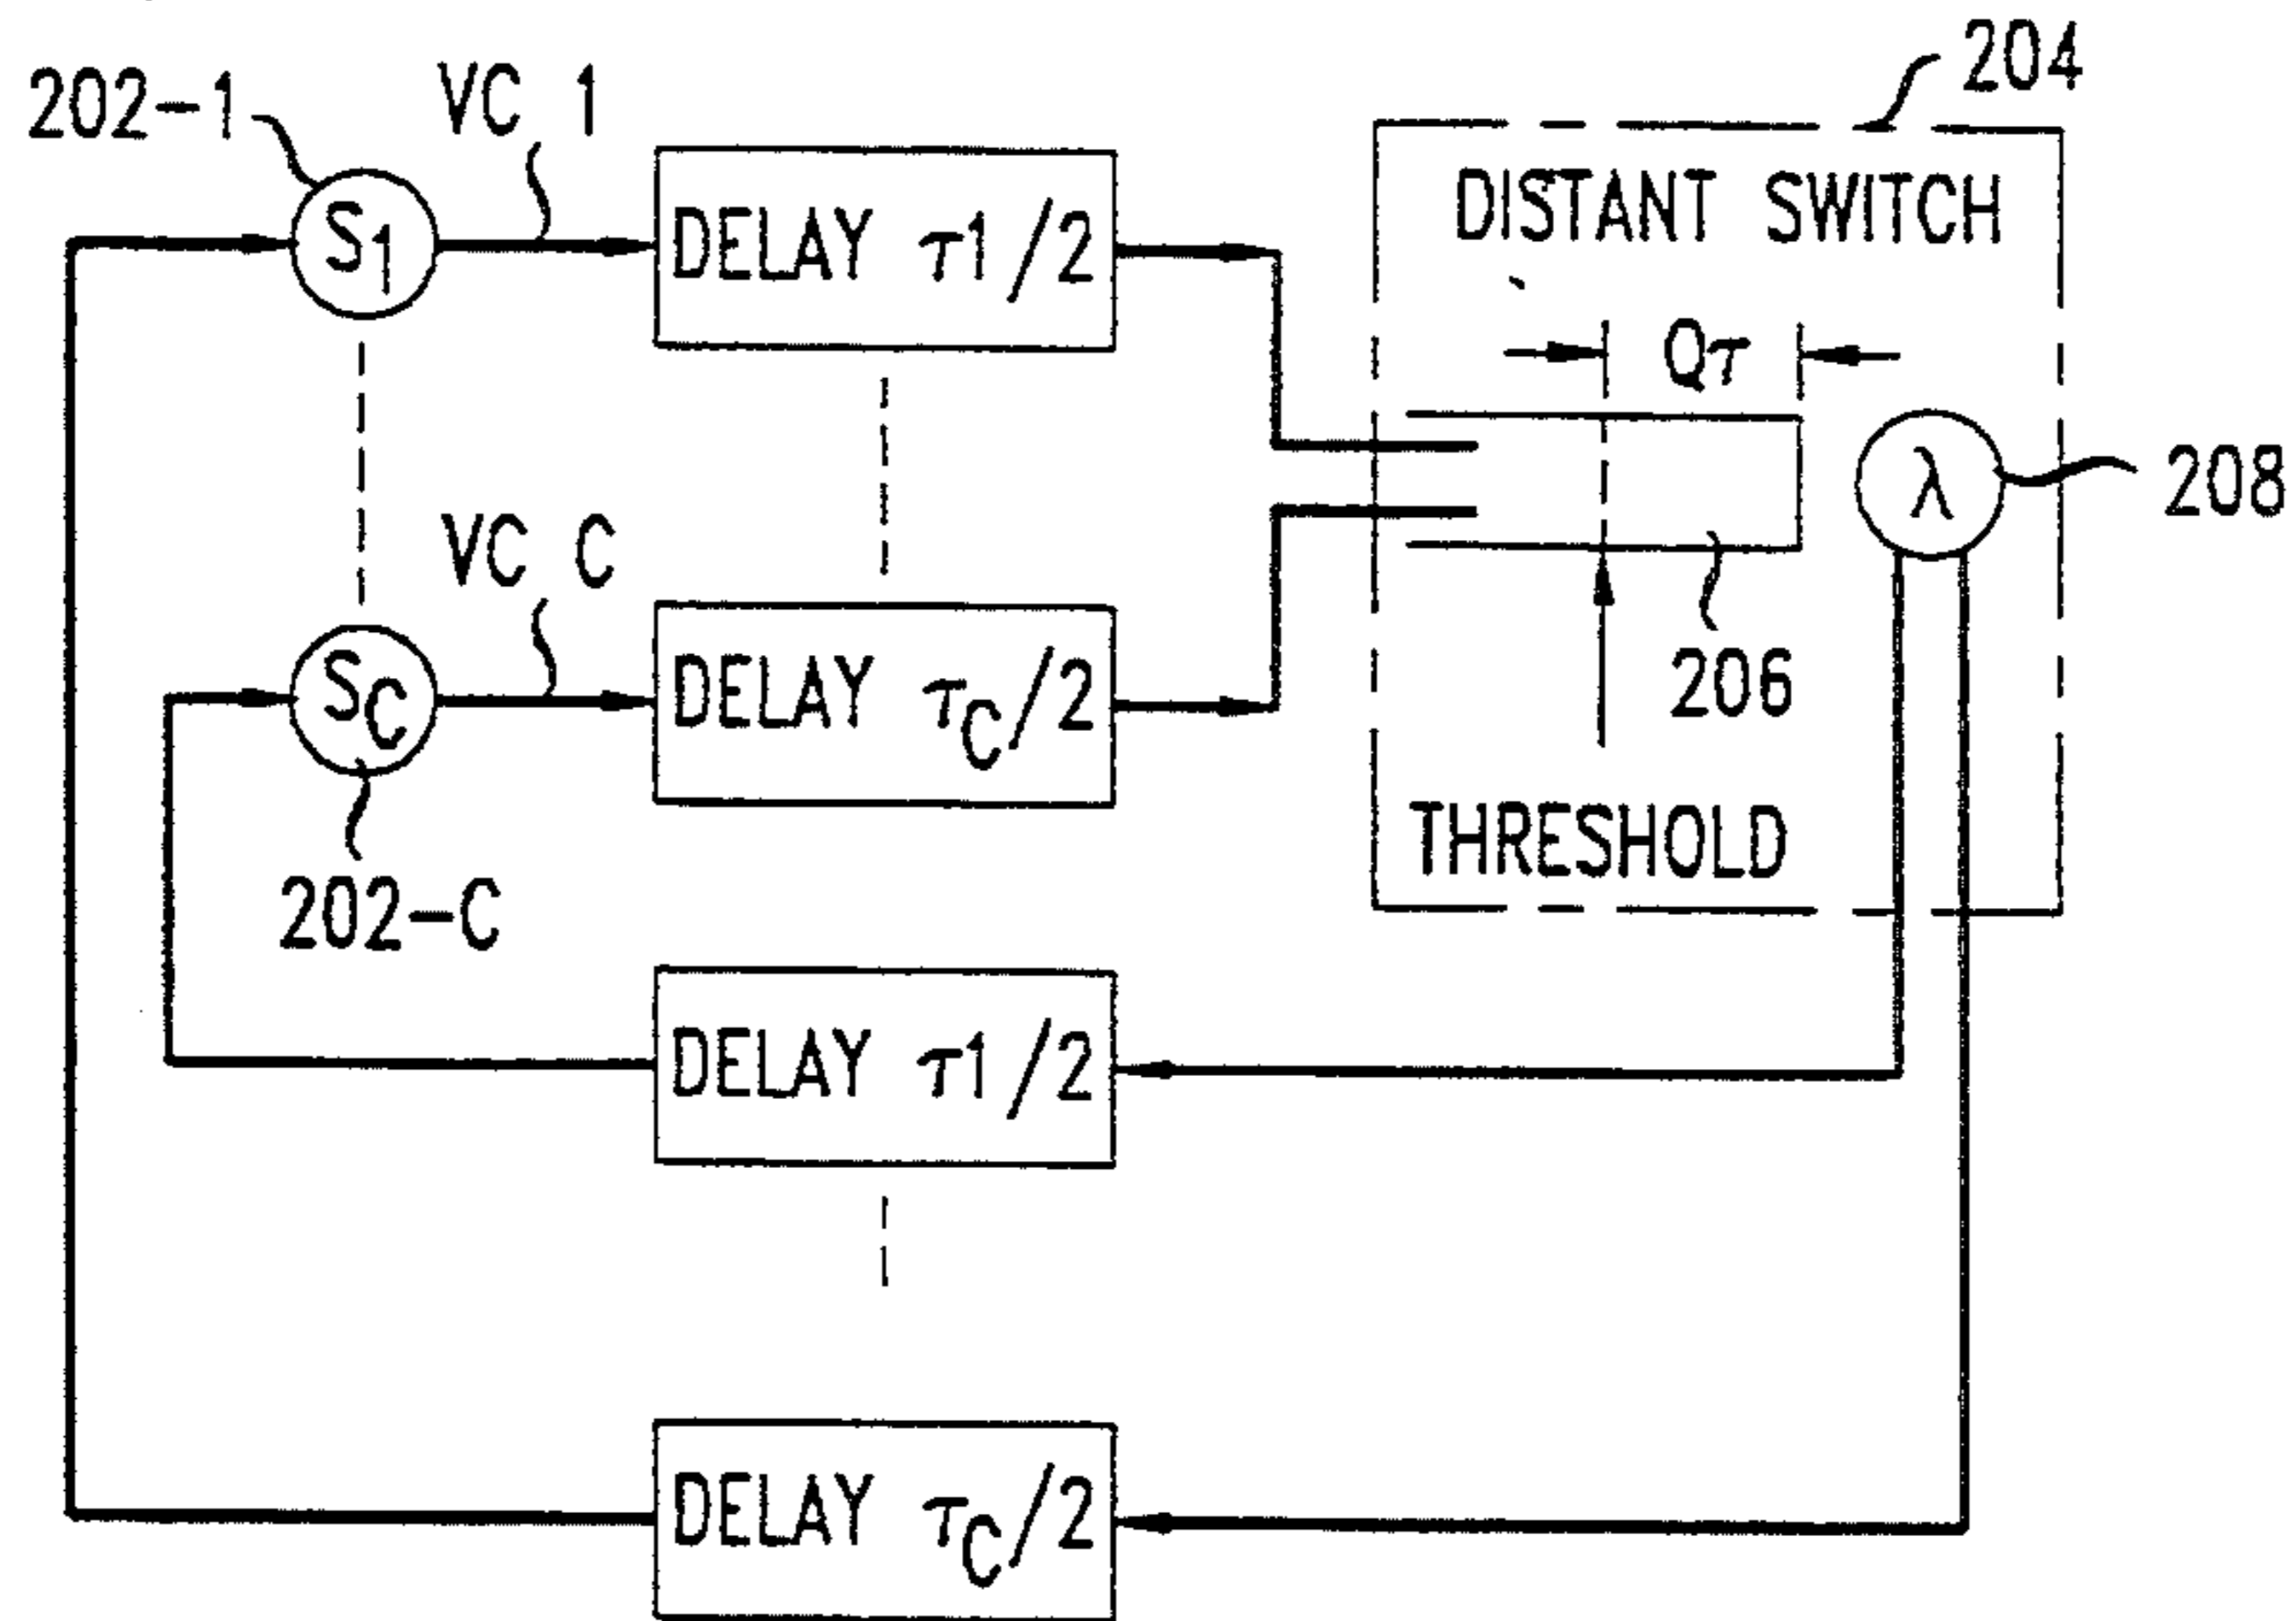 204
202-1
VC 1
DISTANT SWITCH
S1
DELAY τ1/2
Qτ
λ
208
VC C
SC
DELAY τC/2
206
THRESHOLD
202-C
DELAY τ1/2
DELAY τC/2